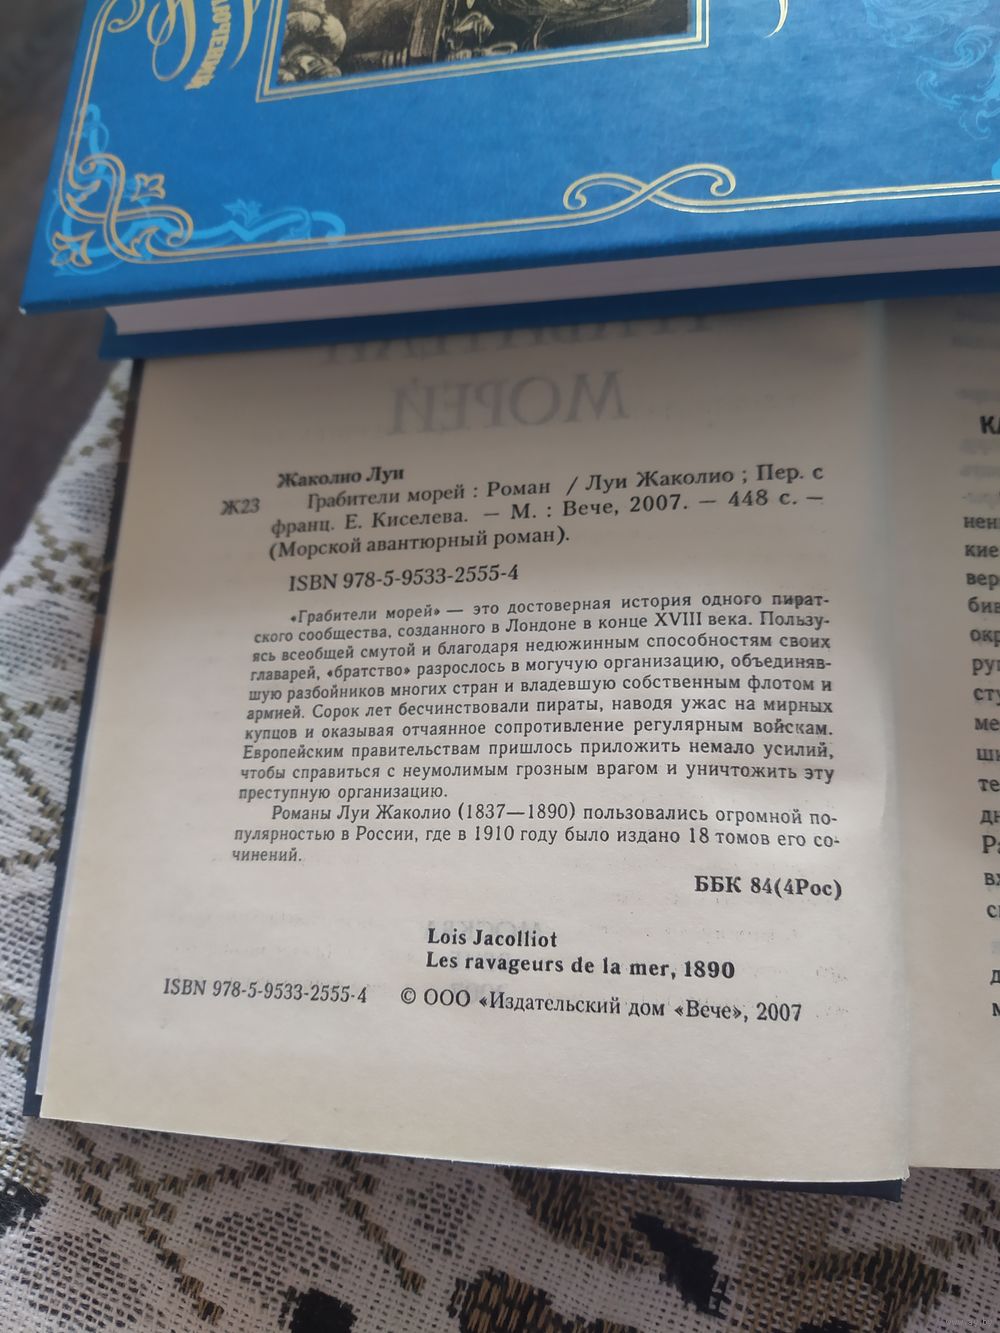 МОРЕЙ
Жаколио Луи
Ж23 Грабители морей : Роман / Луи Жаколио ; Пер. с
франц. Е. Киселева. — М. : Вече, 2007. — 448 с. —
(Морской авантюрный роман).
ISBN 978-5-9533-2555-4
«Грабители морей» — это достоверная история одного пират-
ского сообщества, созданного в Лондоне в конце XVIII века. Пользу-
ясь всеобщей смутой и благодаря недюжинным способностям своих
главарей, «братство» разрослось в могучую организацию, объединяв-
шую разбойников многих стран и владевшую собственным флотом и
армией. Сорок лет бесчинствовали пираты, наводя ужас на мирных
купцов и оказывая отчаянное сопротивление регулярным войскам.
Европейским правительствам пришлось приложить немало усилий,
чтобы справиться с неумолимым грозным врагом и уничтожить эту
преступную организацию.
Романы Луи Жаколио (1837—1890) пользовались огромной по-
пулярностью в России, где в 1910 году было издано 18 томов его со-
чинений.
ББК 84(4Рос)
Lois Jacolliot
Les ravageurs de la mer, 1890
ISBN 978-5-9533-2555-4 © ООО «Издательский дом «Вече», 2007